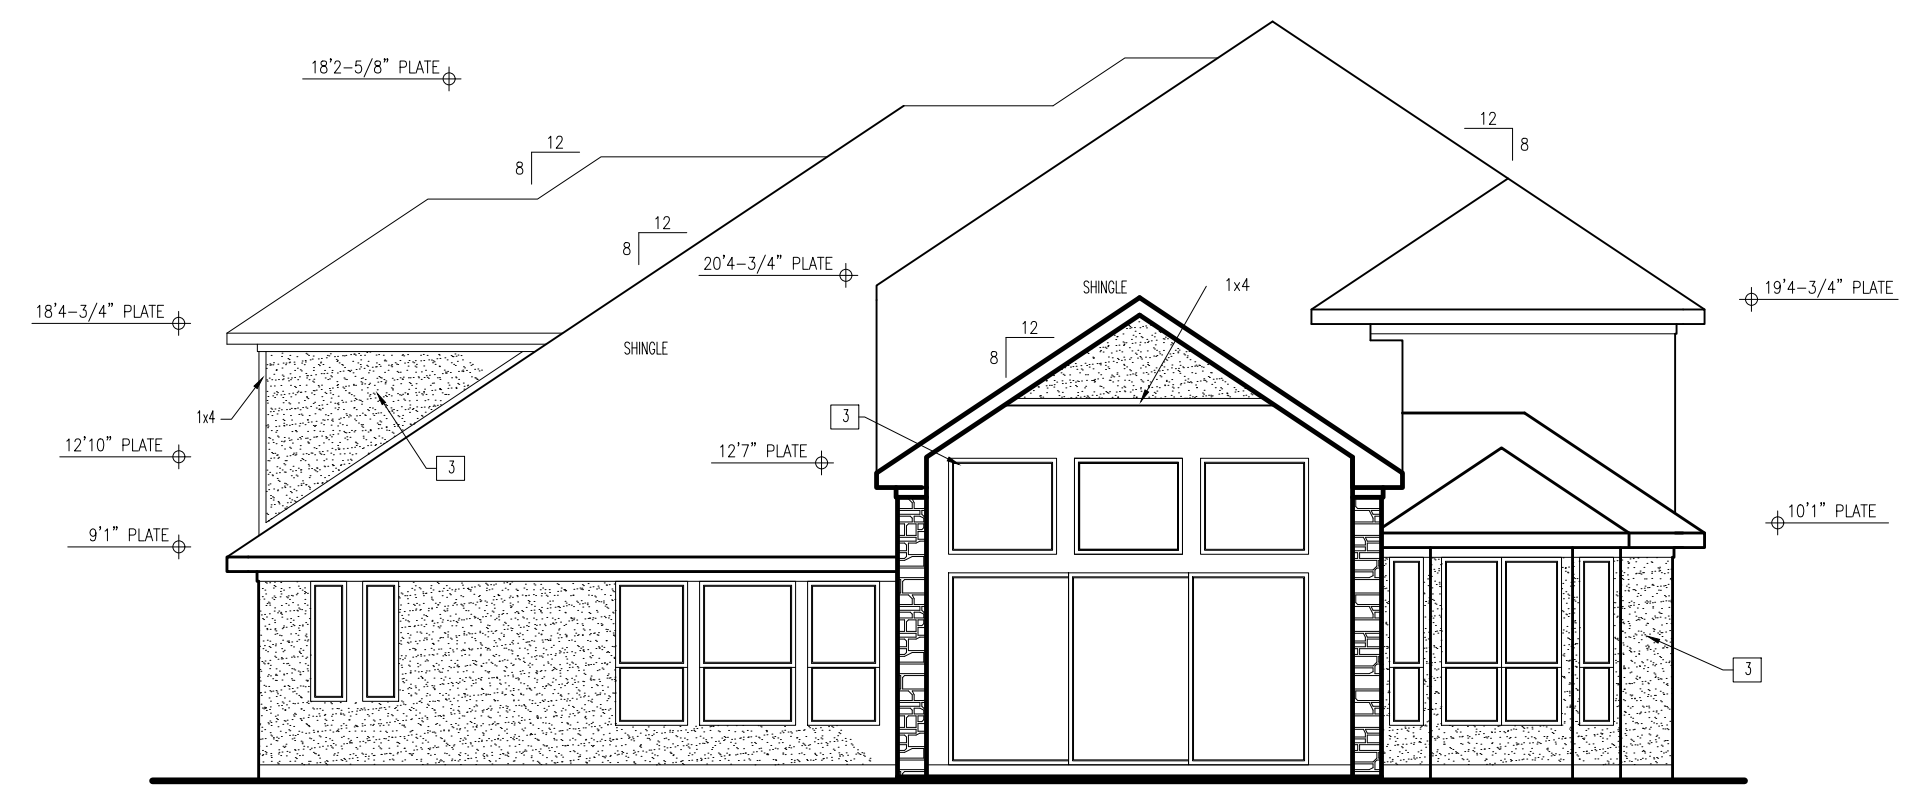 18'2-5/8" PLATE
12
8
12
8
12
8
20'4-3/4" PLATE
SHINGLE
1x4
19'4-3/4" PLATE
18'4-3/4" PLATE
12
8
SHINGLE
1x4
3
12'10" PLATE
12'7" PLATE
3
10'1" PLATE
9'1" PLATE
3